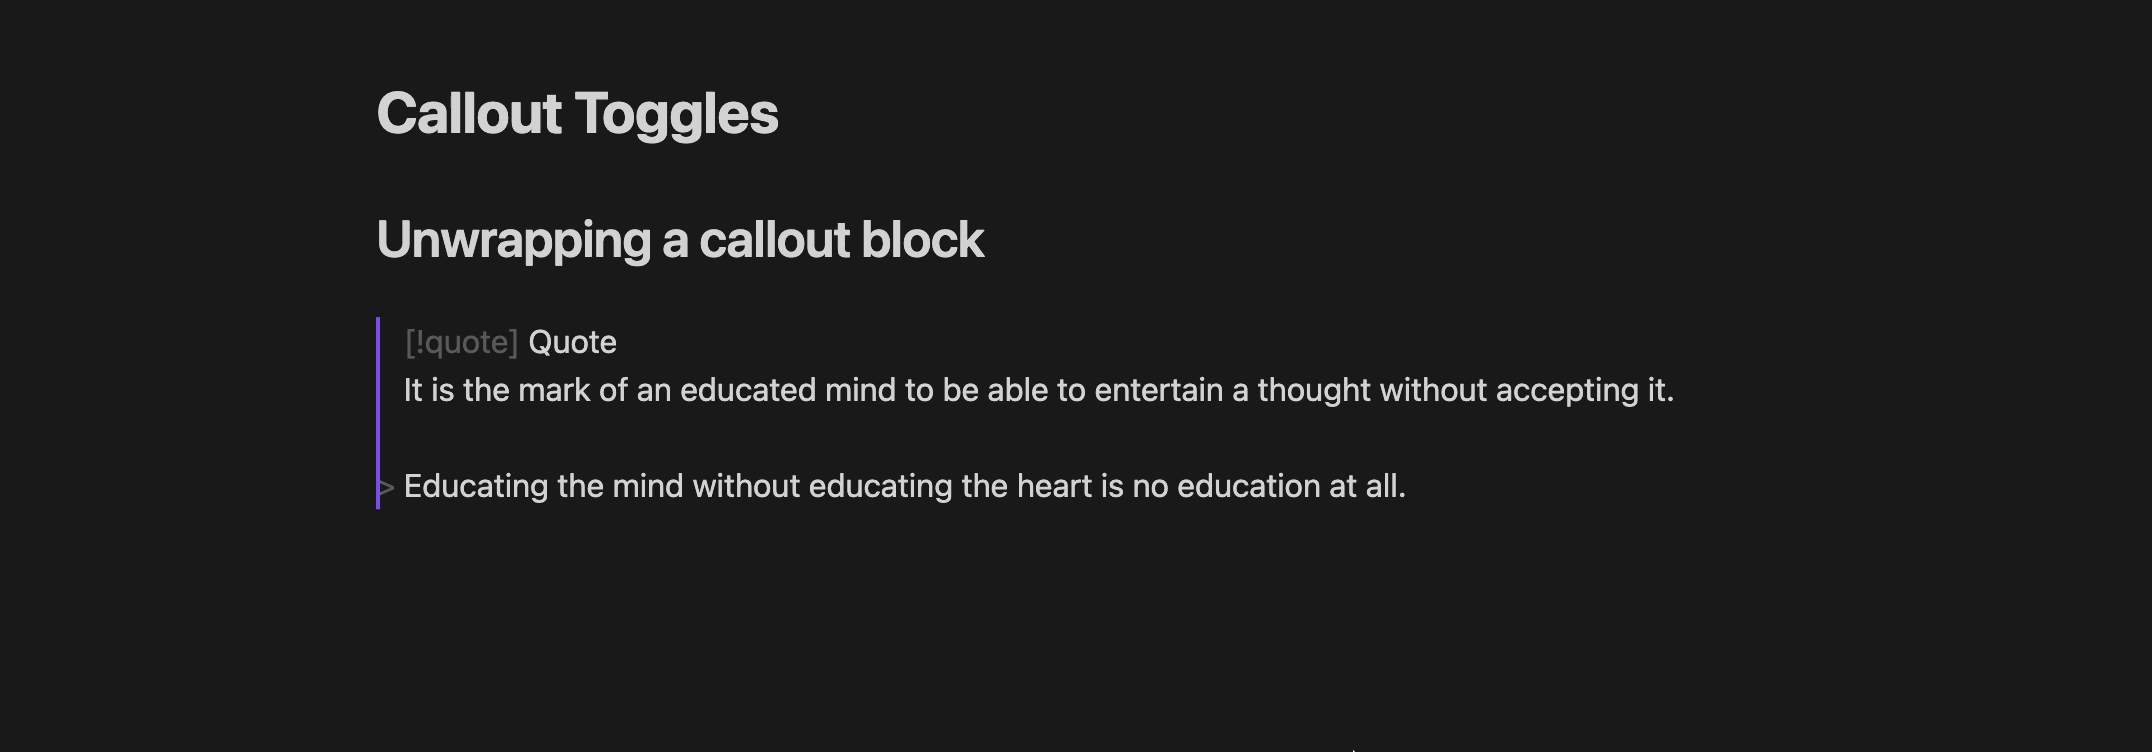 Callout Toggles
Unwrapping a callout block
[!quote] Quote
It is the mark of an educated mind to be able to entertain a thought without accepting it.
> Educating the mind without educating the heart is no education at all.